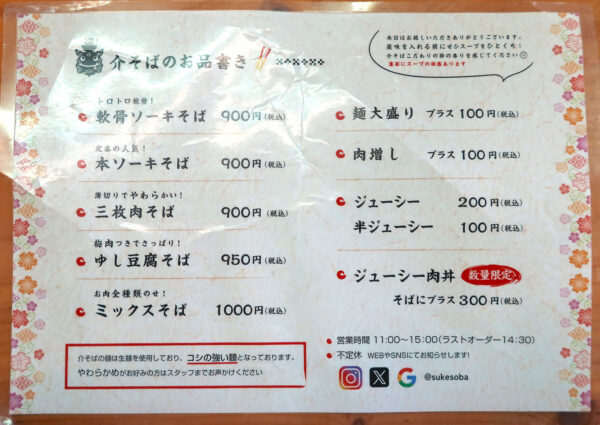 介そばのお品書き
本日はお越しいただきありがとうございます。
薬味を入れる前にぜひスープをひとくち！
介そばこだわりの鰹の香りを感じてください
裏面にスープの秘密あります
トロトロ軟骨！
軟骨ソーキそば 900円(税込)
定番の人気！
本ソーキそば 900円(税込)
薄切りでやわらかい！
三枚肉そば 900円(税込)
梅肉つきでさっぱり！
ゆし豆腐そば 950円(税込)
お肉全種類のせ！
ミックスそば 1000円(税込)
介そばの麺は生麺を使用しており、コシの強い麺となっております。
やわらかめがお好みの方はスタッフまでお声かけください
麺大盛り プラス 100円(税込)
肉増し プラス 100円(税込)
ジューシー 200円(税込)
半ジューシー 100円(税込)
ジューシー肉丼 数量限定
そばにプラス 300円(税込)
営業時間 11:00〜15:00(ラストオーダー14:30)
不定休 WEBやSNSにてお知らせします!
@sukesoba